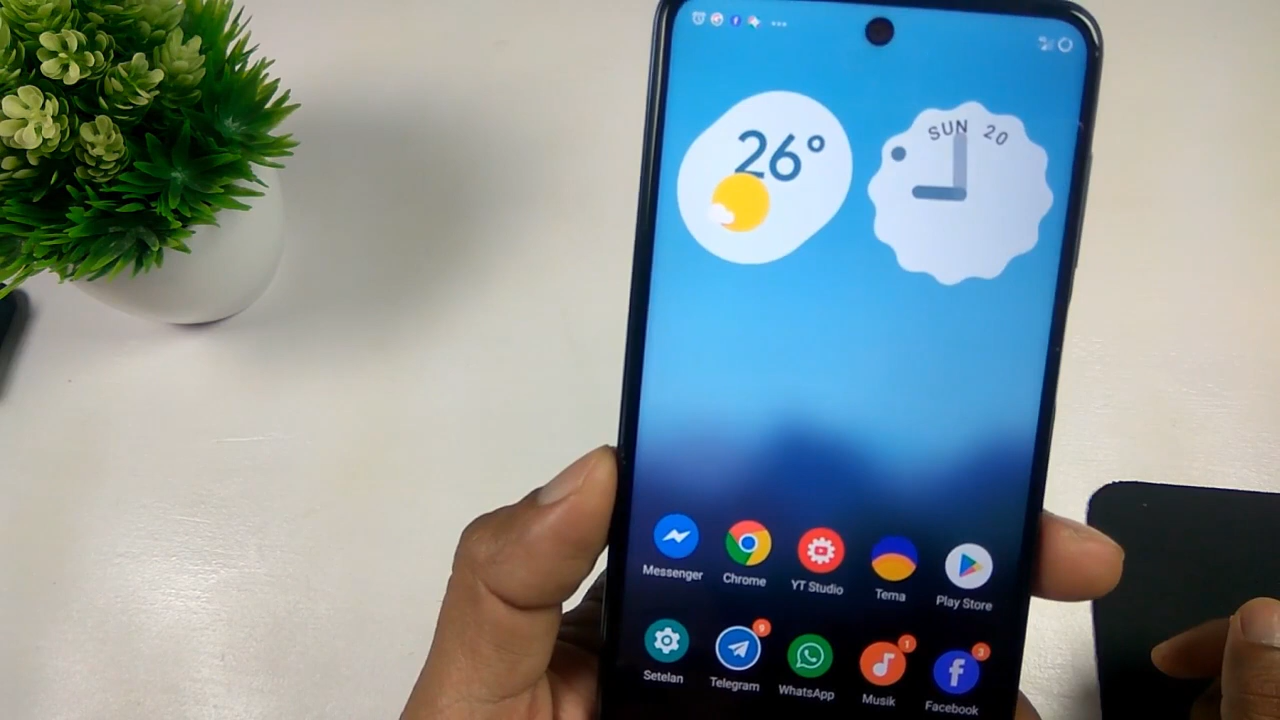 26°
SUN 20
Messenger
Chrome
YT Studio
Tema
Play Store
Setelan
9
Telegram
WhatsApp
1
Musik
3
Facebook